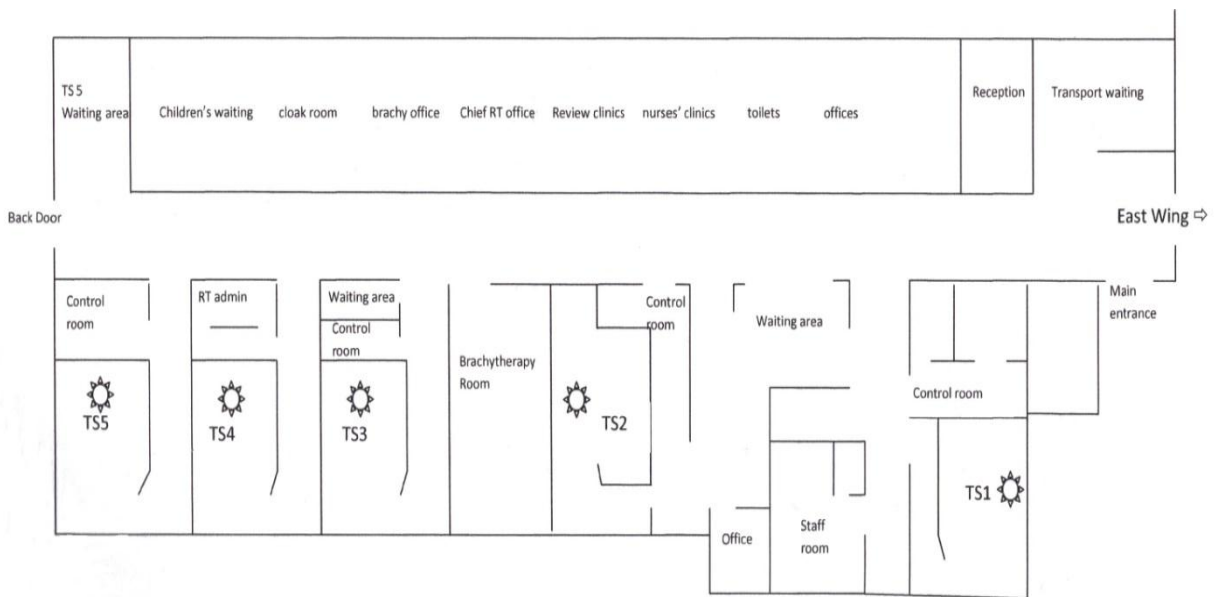 TS 5
Waiting area
Children's waiting
cloak room
brachy office
Chief RT office
Review clinics
nurses' clinics
toilets
offices
Reception
Transport waiting
Back Door
East Wing ⇨
Control
room
RT admin
Waiting area
Control
room
Brachytherapy
Room
Control
room
Waiting area
Main
entrance
Control room
TS5
TS4
TS3
TS2
TS1
Office
Staff
room